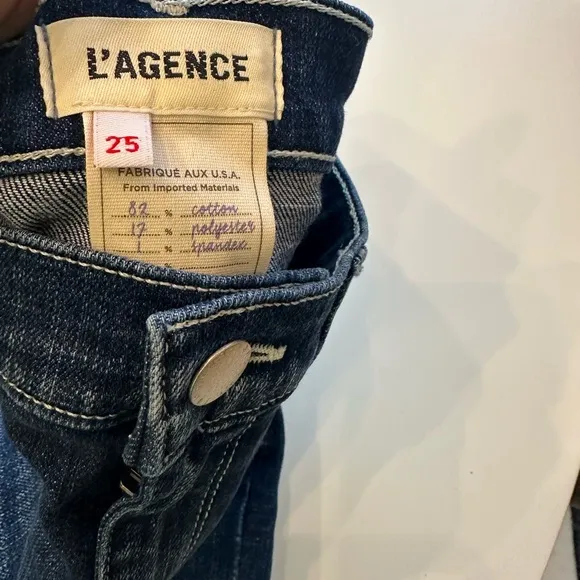 L'AGENCE
25
FABRIQUÉ AUX U.S.A.
From Imported Materials
82 % cotton
17 % polyester
1 % spandex